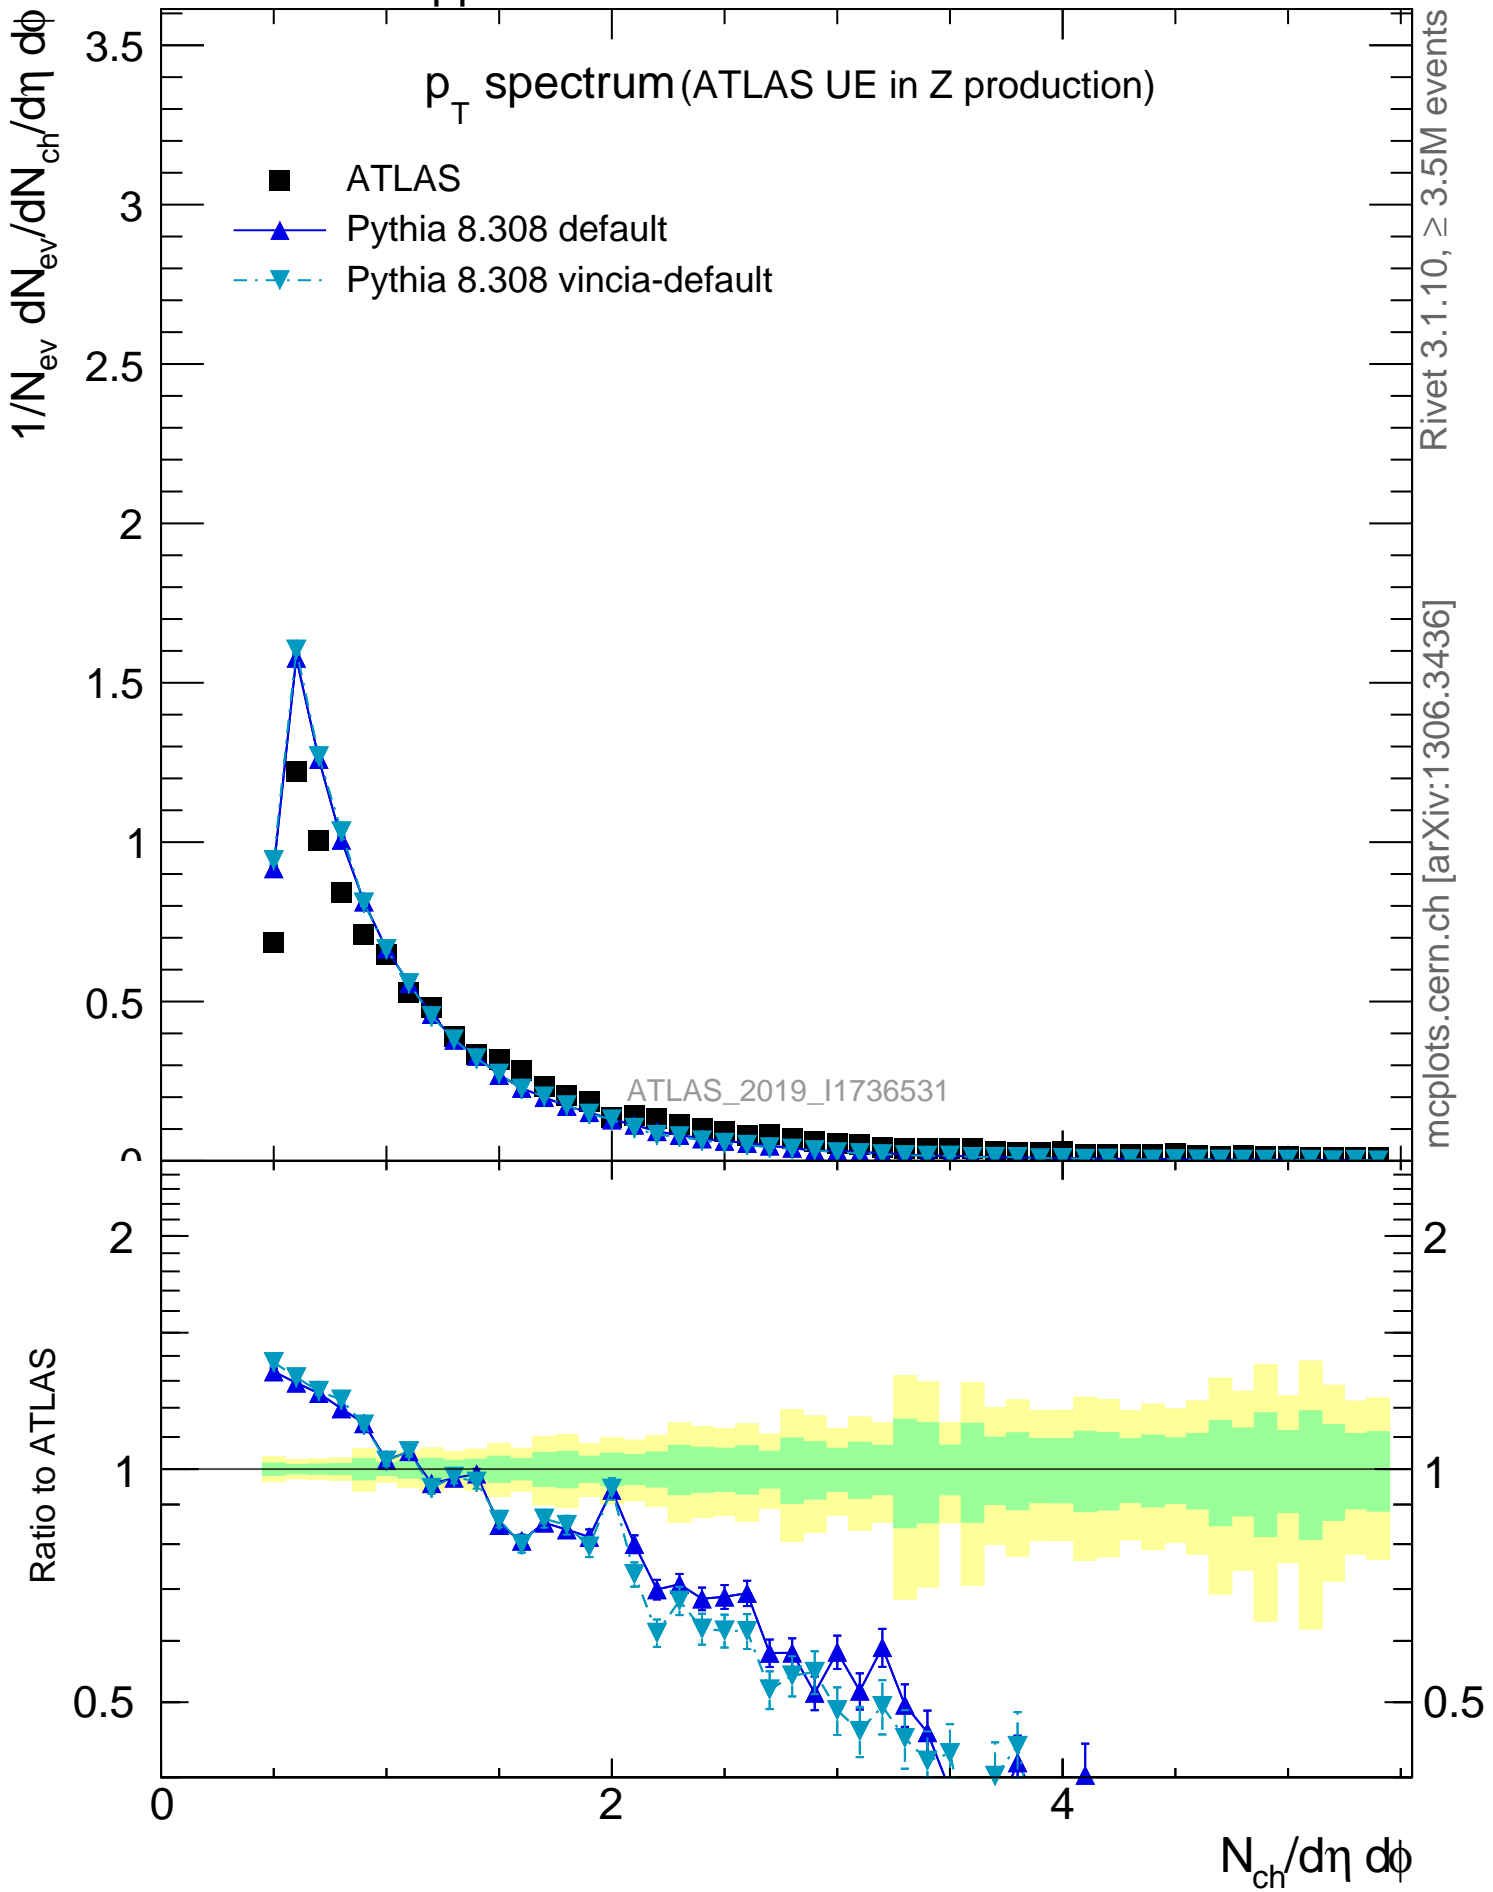 p_T spectrum (ATLAS UE in Z production)
1/N_ev dN_ev/dN_ch/dη dϕ
ATLAS
Pythia 8.308 default
Pythia 8.308 vincia-default
3.5
3
2.5
2
1.5
1
0.5
0
ATLAS_2019_I1736531
Rivet 3.1.10, ≥ 3.5M events
mcplots.cern.ch [arXiv:1306.3436]
Ratio to ATLAS
2
1
0.5
2
1
0.5
0 2 4
N_ch/dη dϕ